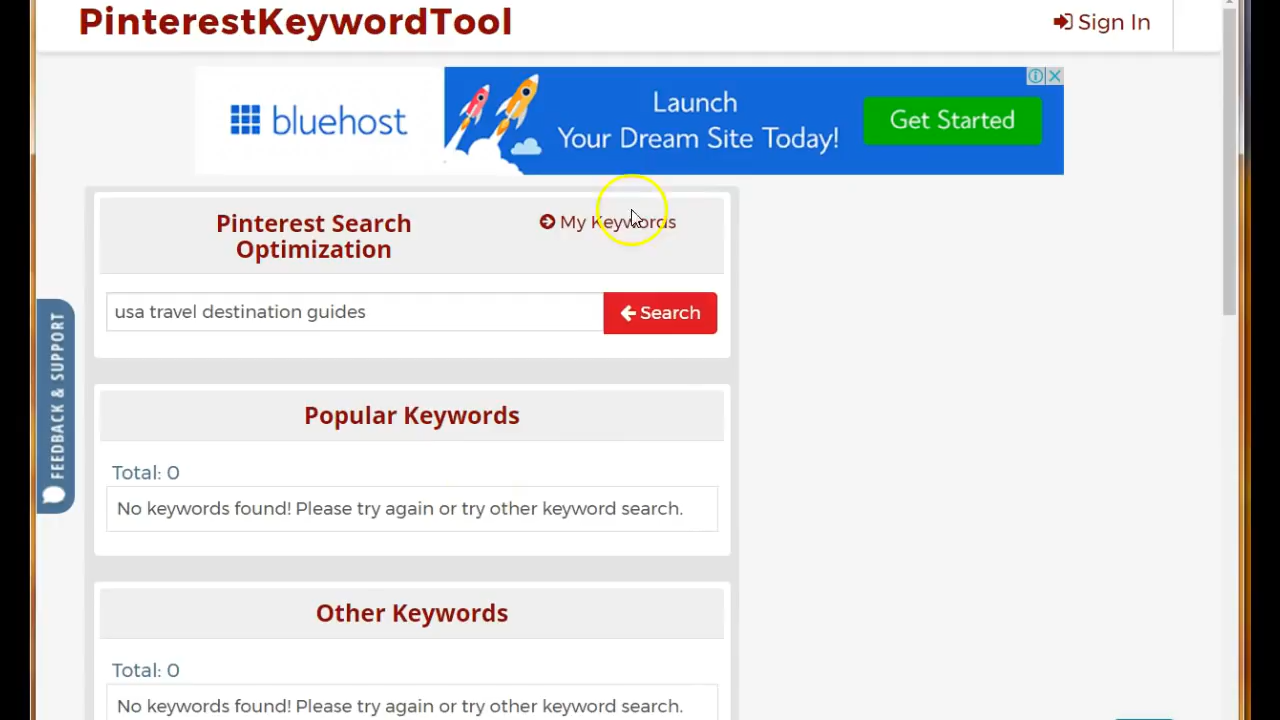 PinterestKeywordTool
Sign In
bluehost
Launch
Your Dream Site Today!
Get Started
Pinterest Search
Optimization
My Keywords
usa travel destination guides
Search
FEEDBACK & SUPPORT
Popular Keywords
Total: 0
No keywords found! Please try again or try other keyword search.
Other Keywords
Total: 0
No keywords found! Please try again or try other keyword search.